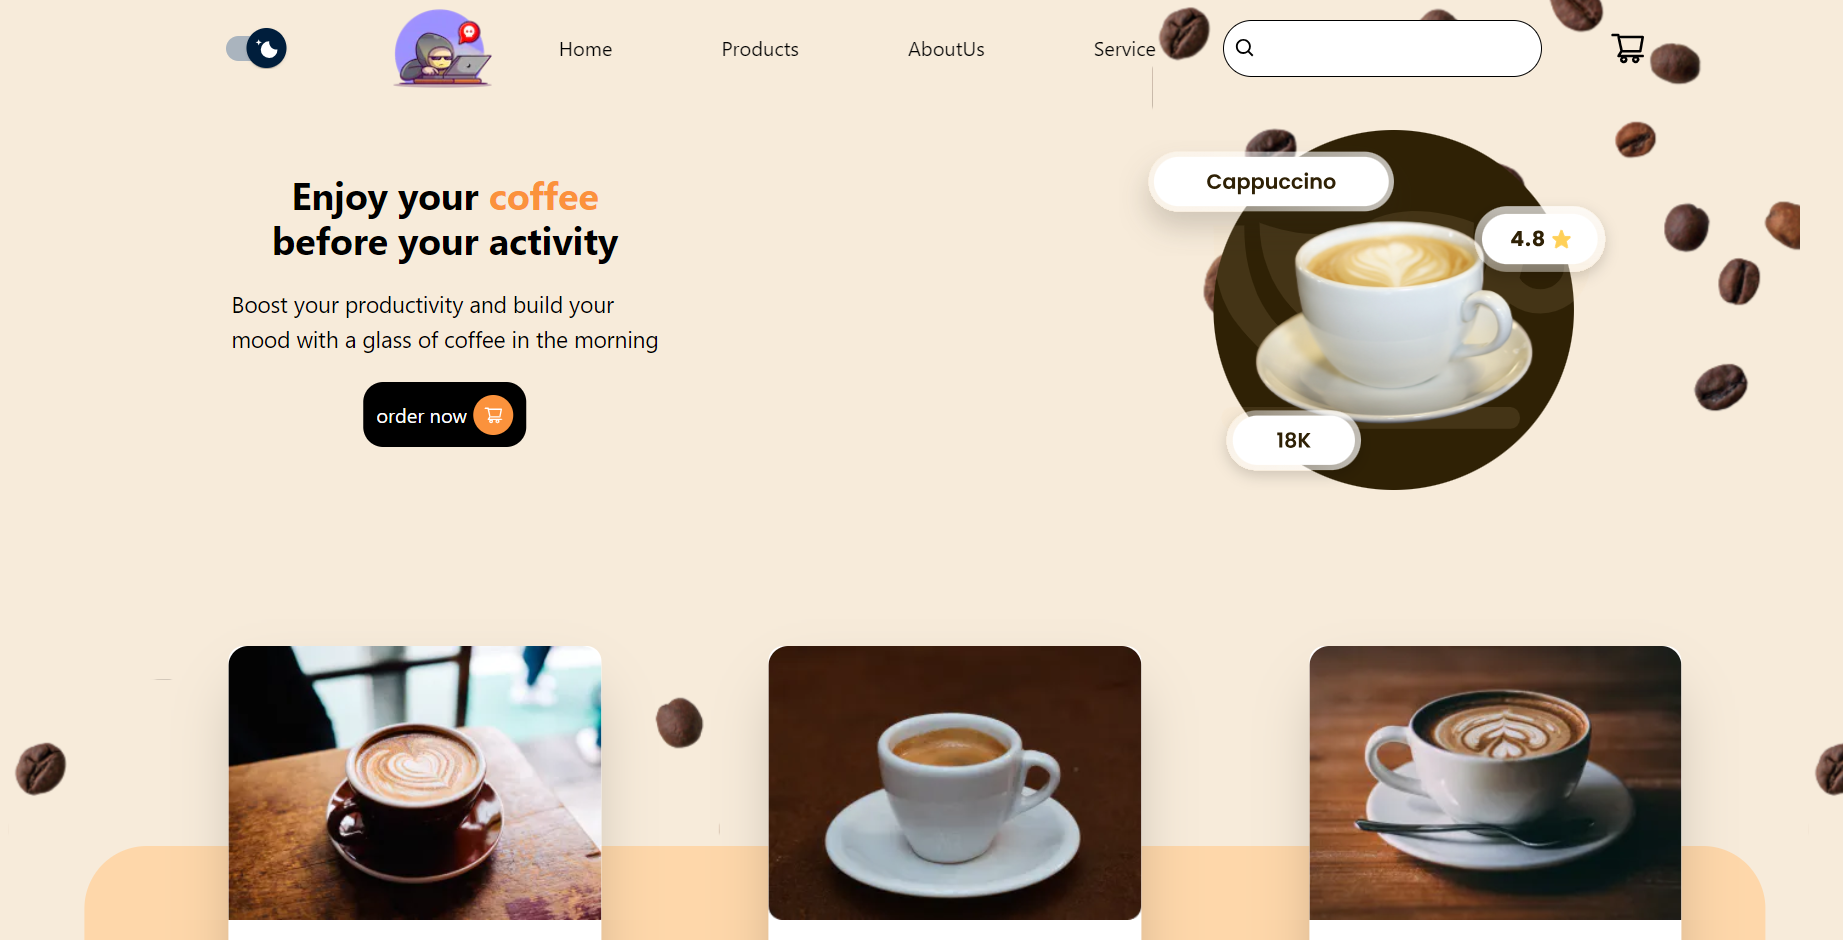 Home
Products
AboutUs
Service
Enjoy your coffee
before your activity
Boost your productivity and build your
mood with a glass of coffee in the morning
order now
Cappuccino
4.8
18K